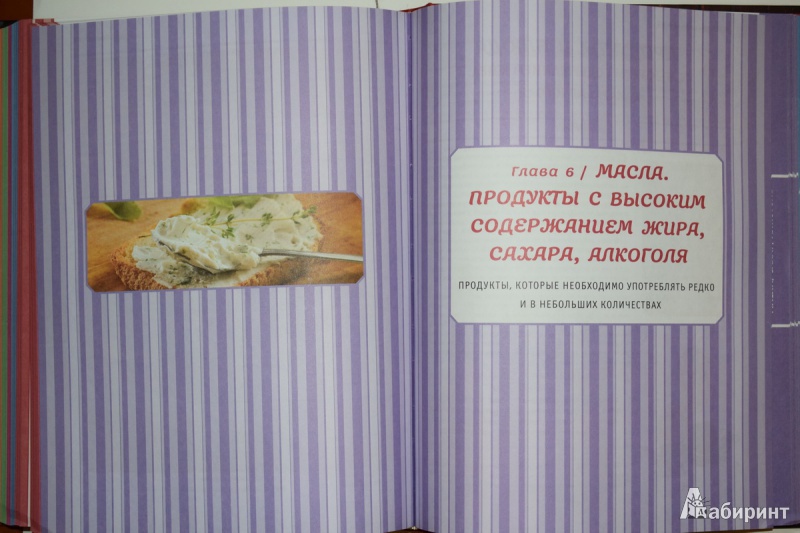 Глава 6 / МАСЛА.
ПРОДУКТЫ С ВЫСОКИМ
СОДЕРЖАНИЕМ ЖИРА,
САХАРА, АЛКОГОЛЯ
ПРОДУКТЫ, КОТОРЫЕ НЕОБХОДИМО УПОТРЕБЛЯТЬ РЕДКО
И В НЕБОЛЬШИХ КОЛИЧЕСТВАХ
Лабиринт